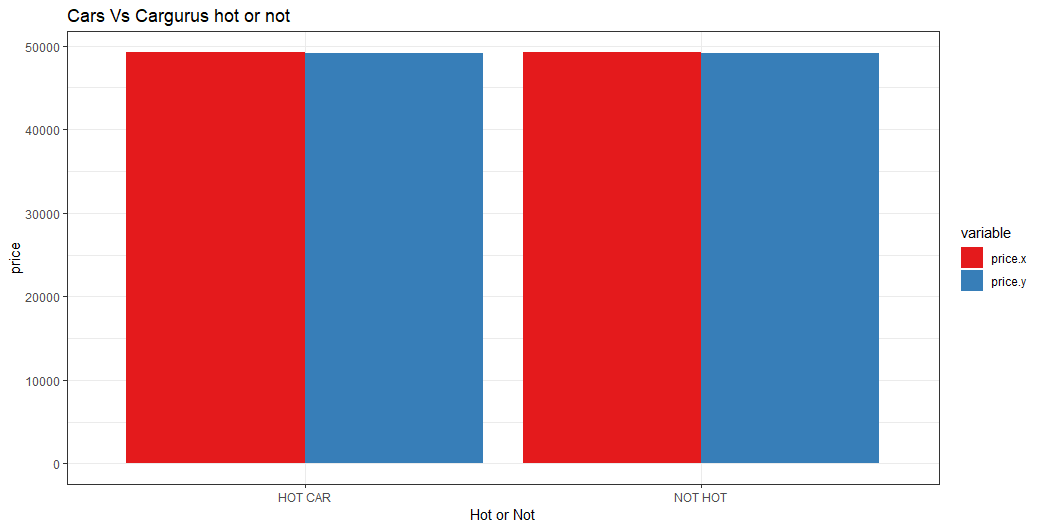 Cars Vs Cargurus hot or not
50000
40000
30000
20000
10000
0
price
HOT CAR
NOT HOT
Hot or Not
variable
price.x
price.y